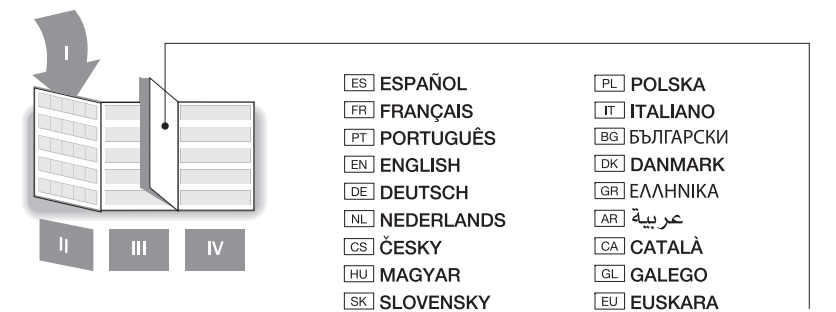 I
II
III
IV
ES ESPAÑOL
FR FRANÇAIS
PT PORTUGUÊS
EN ENGLISH
DE DEUTSCH
NL NEDERLANDS
CS ČESKY
HU MAGYAR
SK SLOVENSKY
PL POLSKA
IT ITALIANO
BG БЪЛГАРСКИ
DK DANMARK
GR ΕΛΛΗΝΙΚΑ
AR عربية
CA CATALÀ
GL GALEGO
EU EUSKARA